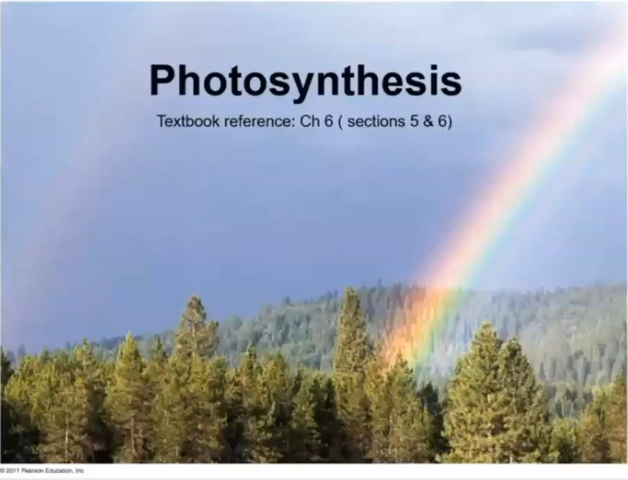 Photosynthesis
Textbook reference: Ch 6 ( sections 5 & 6)
© 2011 Pearson Education, Inc.